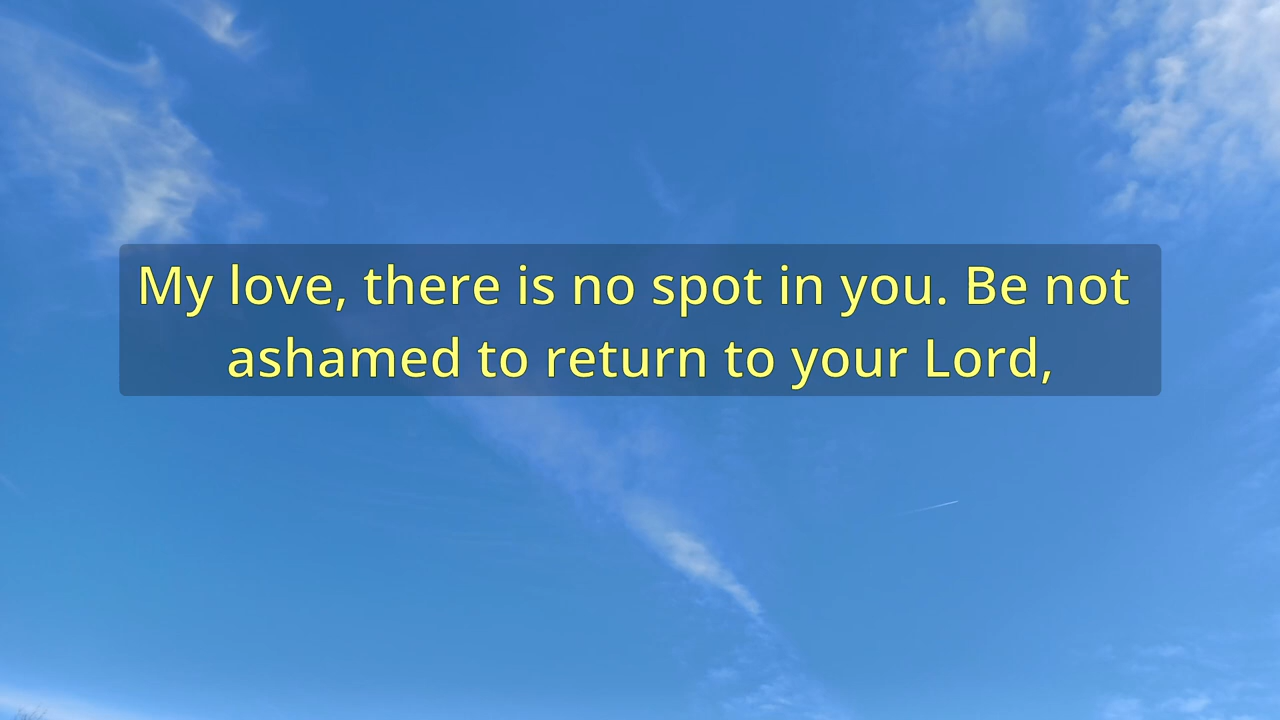 My love, there is no spot in you. Be not
ashamed to return to your Lord,